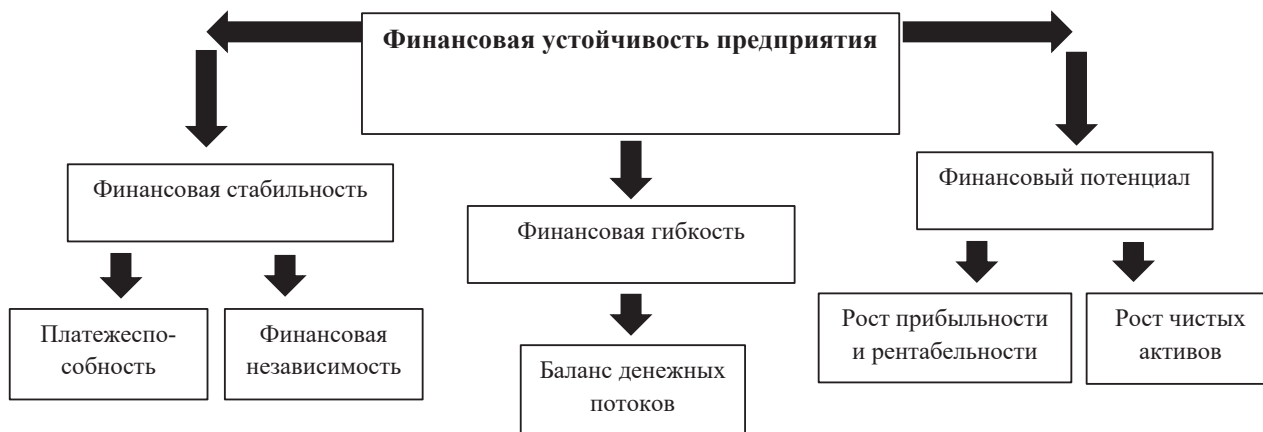 Финансовая устойчивость предприятия
Финансовая стабильность
Финансовая гибкость
Финансовый потенциал
Платежеспо-
собность
Финансовая
независимость
Баланс денежных
потоков
Рост прибыльности
и рентабельности
Рост чистых
активов